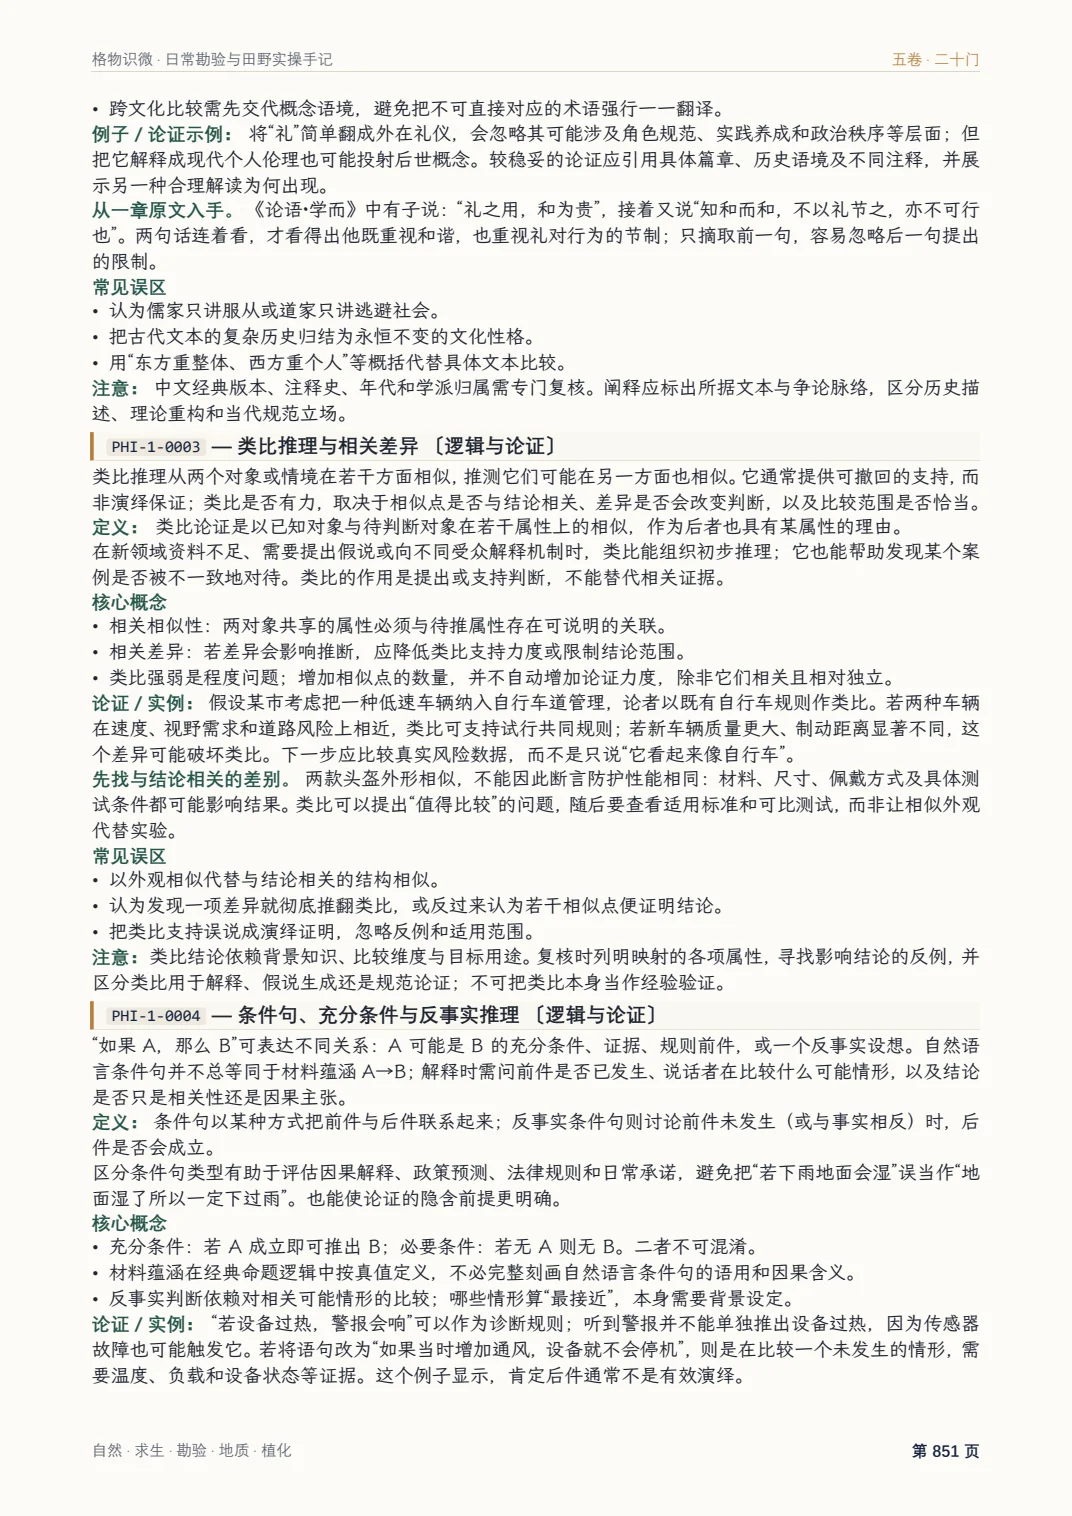 格物识微 · 日常勘验与田野实操手记
五卷 · 二十门
• 跨文化比较需先交代概念语境，避免把不可直接对应的术语强行一一翻译。
例子 / 论证示例： 将“礼”简单翻成外在礼仪，会忽略其可能涉及角色规范、实践养成和政治秩序等层面；但
把它解释成现代个人伦理也可能投射后世概念。较稳妥的论证应引用具体篇章、历史语境及不同注释，并展
示另一种合理解读为何出现。
从一章原文入手。 《论语•学而》中有子说：“礼之用，和为贵”，接着又说“知和而和，不以礼节之，亦不可行
也”。两句话连着看，才看得出他既重视和谐，也重视礼对行为的节制；只摘取前一句，容易忽略后一句提出
的限制。
常见误区
• 认为儒家只讲服从或道家只讲逃避社会。
• 把古代文本的复杂历史归结为永恒不变的文化性格。
• 用“东方重整体、西方重个人”等概括代替具体文本比较。
注意： 中文经典版本、注释史、年代和学派归属需专门复核。阐释应标出所据文本与争论脉络，区分历史描
述、理论重构和当代规范立场。
PHI-1-0003 — 类比推理与相关差异 〔逻辑与论证〕
类比推理从两个对象或情境在若干方面相似，推测它们可能在另一方面也相似。它通常提供可撤回的支持，而
非演绎保证；类比是否有力，取决于相似点是否与结论相关、差异是否会改变判断，以及比较范围是否恰当。
定义： 类比论证是以已知对象与待判断对象在若干属性上的相似，作为后者也具有某属性的理由。
在新领域资料不足、需要提出假说或向不同受众解释机制时，类比能组织初步推理；它也能帮助发现某个案
例是否被不一致地对待。类比的作用是提出或支持判断，不能替代相关证据。
核心概念
• 相关相似性：两对象共享的属性必须与待推属性存在可说明的关联。
• 相关差异：若差异会影响推断，应降低类比支持力度或限制结论范围。
• 类比强弱是程度问题；增加相似点的数量，并不自动增加论证力度，除非它们相关且相对独立。
论证 / 实例： 假设某市考虑把一种低速车辆纳入自行车道管理，论者以既有自行车规则作类比。若两种车辆
在速度、视野需求和道路风险上相近，类比可支持试行共同规则；若新车辆质量更大、制动距离显著不同，这
个差异可能破坏类比。下一步应比较真实风险数据，而不是只说“它看起来像自行车”。
先找与结论相关的差别。 两款头盔外形相似，不能因此断言防护性能相同：材料、尺寸、佩戴方式及具体测
试条件都可能影响结果。类比可以提出“值得比较”的问题，随后要查看适用标准和可比测试，而非让相似外观
代替实验。
常见误区
• 以外观相似代替与结论相关的结构相似。
• 认为发现一项差异就彻底推翻类比，或反过来认为若干相似点便证明结论。
• 把类比支持误说成演绎证明，忽略反例和适用范围。
注意：类比结论依赖背景知识、比较维度与目标用途。复核时列明映射的各项属性，寻找影响结论的反例，并
区分类比用于解释、假说生成还是规范论证；不可把类比本身当作经验验证。
PHI-1-0004 — 条件句、充分条件与反事实推理 〔逻辑与论证〕
“如果 A，那么 B”可表达不同关系：A 可能是 B 的充分条件、证据、规则前件，或一个反事实设想。自然语
言条件句并不总等同于材料蕴涵 A→B；解释时需问前件是否已发生、说话者在比较什么可能情形，以及结论
是否只是相关性还是因果主张。
定义： 条件句以某种方式把前件与后件联系起来；反事实条件句则讨论前件未发生（或与事实相反）时，后
件是否会成立。
区分条件句类型有助于评估因果解释、政策预测、法律规则和日常承诺，避免把“若下雨地面会湿”误当作“地
面湿了所以一定下过雨”。也能使论证的隐含前提更明确。
核心概念
• 充分条件：若 A 成立即可推出 B；必要条件：若无 A 则无 B。二者不可混淆。
• 材料蕴涵在经典命题逻辑中按真值定义，不必完整刻画自然语言条件句的语用和因果含义。
• 反事实判断依赖对相关可能情形的比较；哪些情形算“最接近”，本身需要背景设定。
论证 / 实例： “若设备过热，警报会响”可以作为诊断规则；听到警报并不能单独推出设备过热，因为传感器
故障也可能触发它。若将语句改为“如果当时增加通风，设备就不会停机”，则是在比较一个未发生的情形，需
要温度、负载和设备状态等证据。这个例子显示，肯定后件通常不是有效演绎。
自然 · 求生 · 勘验 · 地质 · 植化
第 851 页